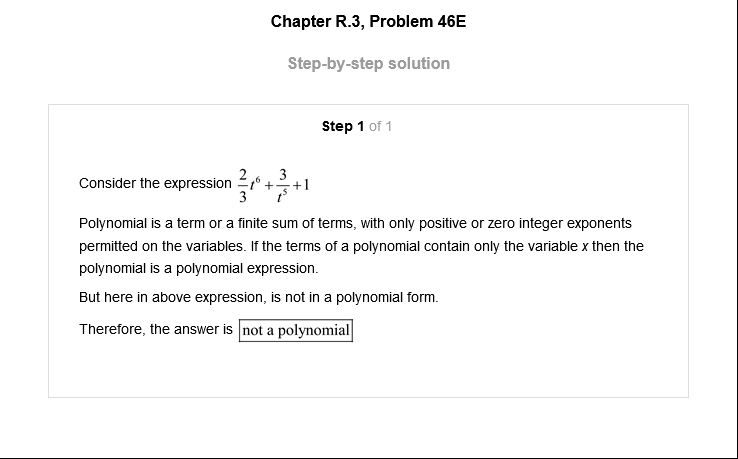 Chapter R.3, Problem 46E
Step-by-step solution
Step 1 of 1
Consider the expression $\frac{2}{3}t^6+\frac{3}{t^5}+1$
Polynomial is a term or a finite sum of terms, with only positive or zero integer exponents
permitted on the variables. If the terms of a polynomial contain only the variable x then the
polynomial is a polynomial expression.
But here in above expression, is not in a polynomial form.
Therefore, the answer is not a polynomial